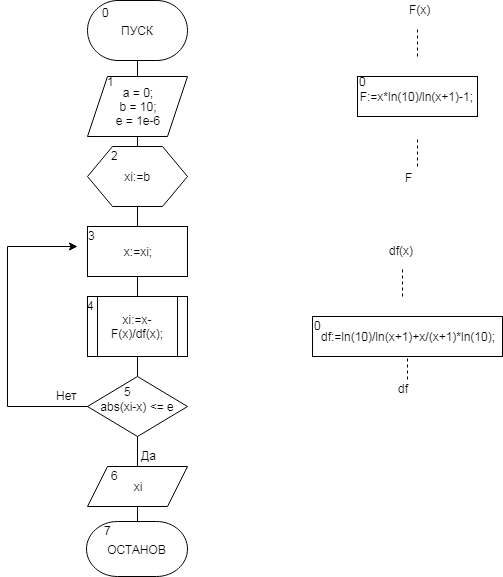 0
ПУСК
1
a = 0;
b = 10;
e = 1e-6
2
xi:=b
3
x:=xi;
4
xi:=x-
F(x)/df(x);
Нет
5
abs(xi-x) <= e
Да
6
xi
7
ОСТАНОВ
F(x)
0
F:=x*ln(10)/ln(x+1)-1;
F
df(x)
0
df:=ln(10)/ln(x+1)+x/(x+1)*ln(10);
df